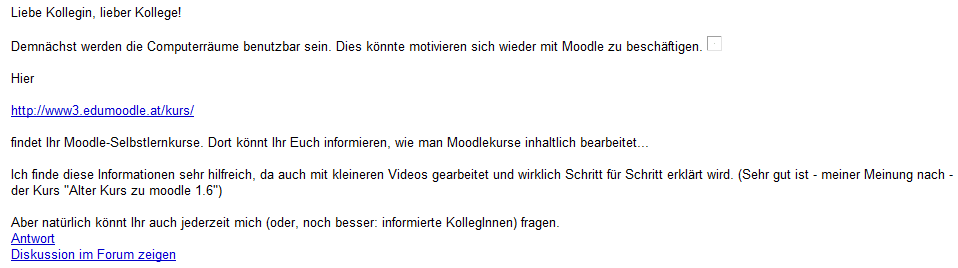 Liebe Kollegin, lieber Kollege!
Demnächst werden die Computerräume benutzbar sein. Dies könnte motivieren sich wieder mit Moodle zu beschäftigen.
Hier
http://www3.edumoodle.at/kurs/
findet Ihr Moodle-Selbstlernkurse. Dort könnt Ihr Euch informieren, wie man Moodlekurse inhaltlich bearbeitet...
Ich finde diese Informationen sehr hilfreich, da auch mit kleineren Videos gearbeitet und wirklich Schritt für Schritt erklärt wird. (Sehr gut ist - meiner Meinung nach -
der Kurs "Alter Kurs zu moodle 1.6")
Aber natürlich könnt Ihr auch jederzeit mich (oder, noch besser: informierte KollegInnen) fragen.
Antwort
Diskussion im Forum zeigen